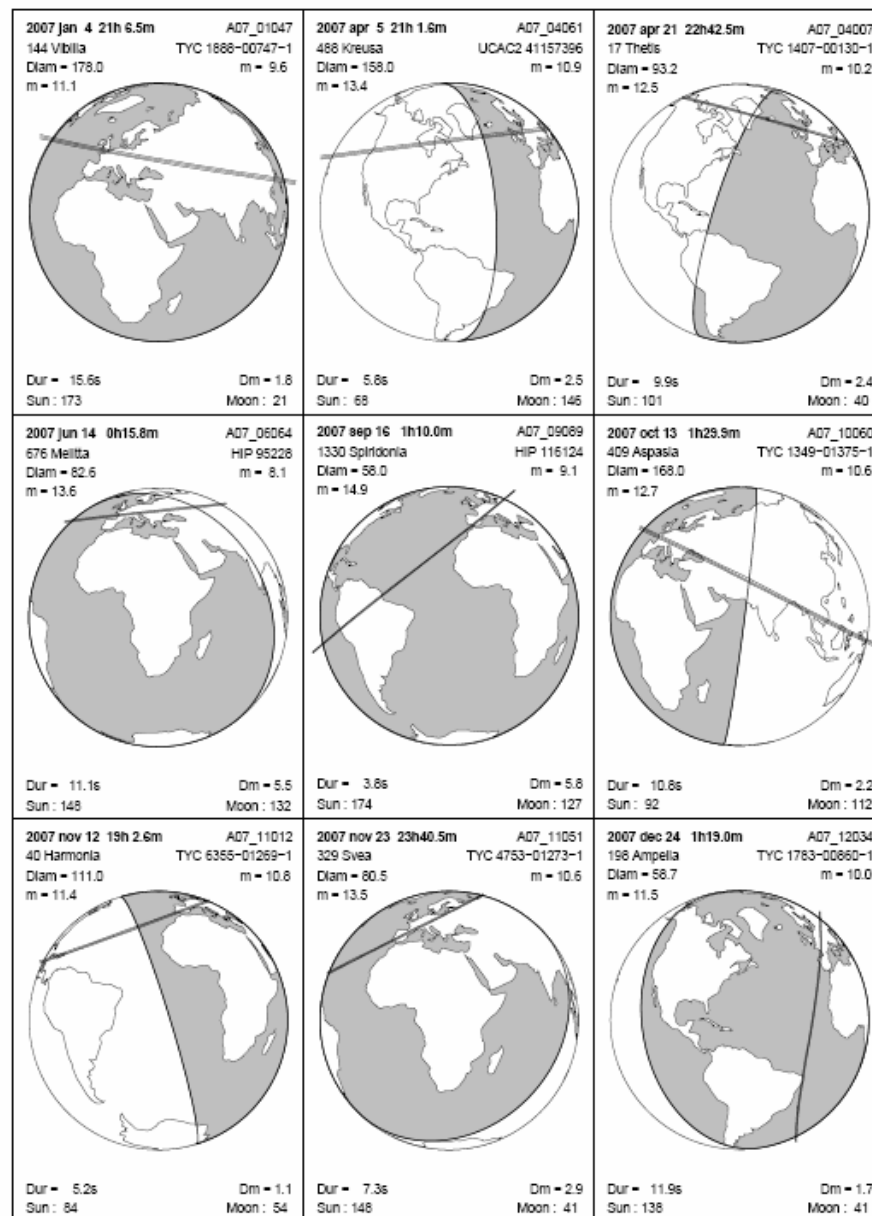 2007 jan 4 21h 6.5m A07_01047
144 Vibilia TYC 1888-00747-1
Diam = 178.0 m = 9.6
m = 11.1
Dur = 15.6s Dm = 1.8
Sun : 173 Moon : 21
2007 apr 5 21h 1.6m A07_04061
488 Kreusa UCAC2 41157396
Diam = 158.0 m = 10.9
m = 13.4
Dur = 5.8s Dm = 2.5
Sun : 68 Moon : 146
2007 apr 21 22h42.5m A07_04007
17 Thetis TYC 1407-00130-1
Diam = 93.2 m = 10.2
m = 12.5
Dur = 9.9s Dm = 2.4
Sun : 101 Moon : 40
2007 jun 14 0h15.8m A07_06064
676 Melitta HIP 95228
Diam = 82.6 m = 8.1
m = 13.6
Dur = 11.1s Dm = 5.5
Sun : 148 Moon : 132
2007 sep 16 1h10.0m A07_09089
1330 Spiridonia HIP 116124
Diam = 58.0 m = 9.1
m = 14.9
Dur = 3.8s Dm = 5.8
Sun : 174 Moon : 127
2007 oct 13 1h29.9m A07_10060
409 Aspasia TYC 1349-01375-1
Diam = 168.0 m = 10.6
m = 12.7
Dur = 10.8s Dm = 2.2
Sun : 92 Moon : 112
2007 nov 12 19h 2.6m A07_11012
40 Harmonia TYC 6355-01269-1
Diam = 111.0 m = 10.8
m = 11.4
Dur = 5.2s Dm = 1.1
Sun : 84 Moon : 54
2007 nov 23 23h40.5m A07_11051
329 Svea TYC 4753-01273-1
Diam = 80.5 m = 10.6
m = 13.5
Dur = 7.3s Dm = 2.9
Sun : 148 Moon : 41
2007 dec 24 1h19.0m A07_12034
198 Ampella TYC 1783-00860-1
Diam = 58.7 m = 10.0
m = 11.5
Dur = 11.9s Dm = 1.7
Sun : 138 Moon : 41